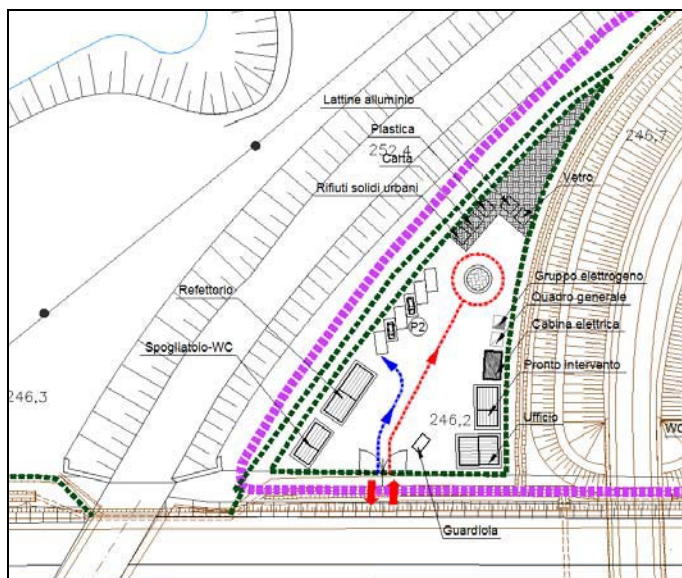 Lattine alluminio
Plastica
252,4
Carta
246,7
Rifiuti solidi urbani
Vetro
Gruppo elettrogeno
Refettorio
Quadro generale
P2
Cabina elettrica
Spogliatoio-WC
Pronto intervento
246,3
246,2
Ufficio
WC
Guardiola